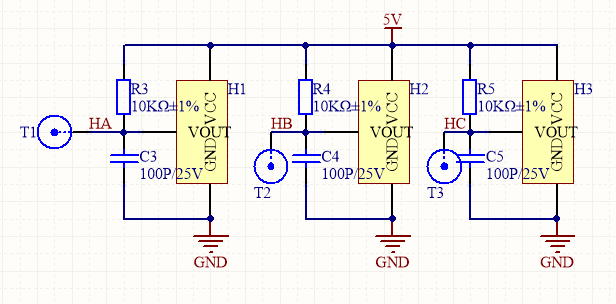 5V
R3
10KΩ±1%
H1
R4
10KΩ±1%
H2
R5
10KΩ±1%
H3
T1
HA
VCC
VOUT
GND
HB
VCC
VOUT
GND
HC
VCC
VOUT
GND
C3
100P/25V
T2
C4
100P/25V
T3
C5
100P/25V
GND
GND
GND